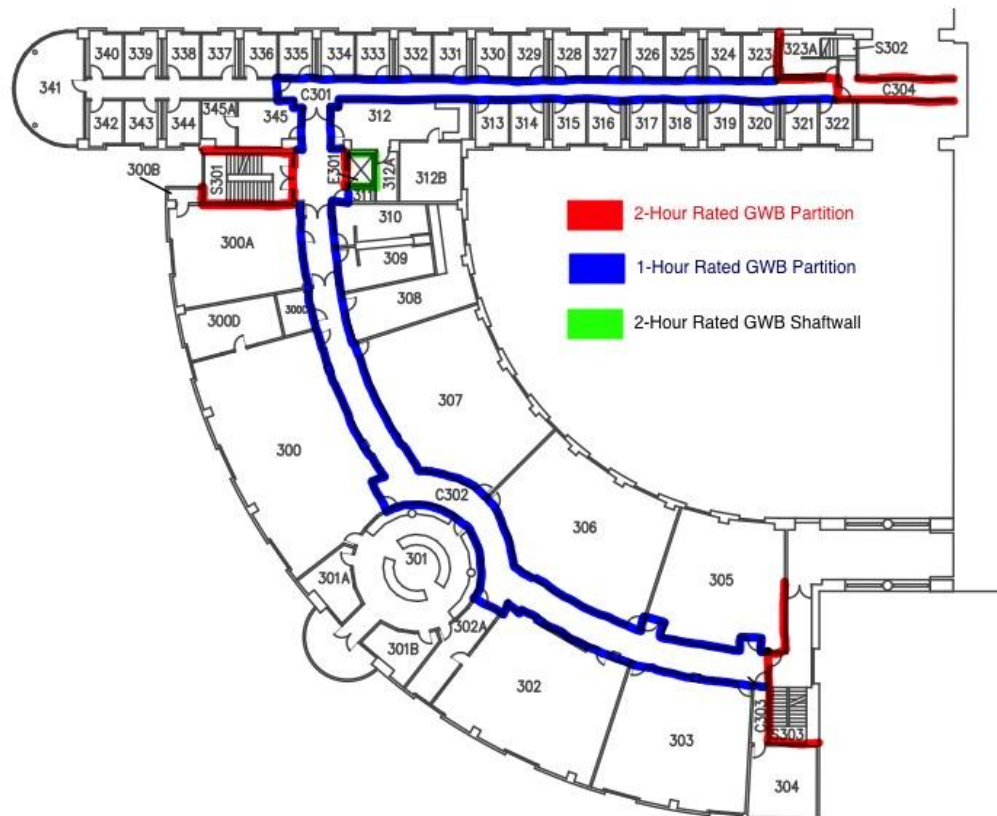 340 339 338 337 336 335 334 333 332 331 330 329 328 327 326 325 324 323 323A S302
341 C301 C304
342 343 344 345A 345 312 313 314 315 316 317 318 319 320 321 322
300B S301 E301 312A 312B
311
300A 310
309
300C 308
300D
307
300
C302
306
301
305
301A
302A
301B
302
303 C303 S303
304
2-Hour Rated GWB Partition
1-Hour Rated GWB Partition
2-Hour Rated GWB Shaftwall